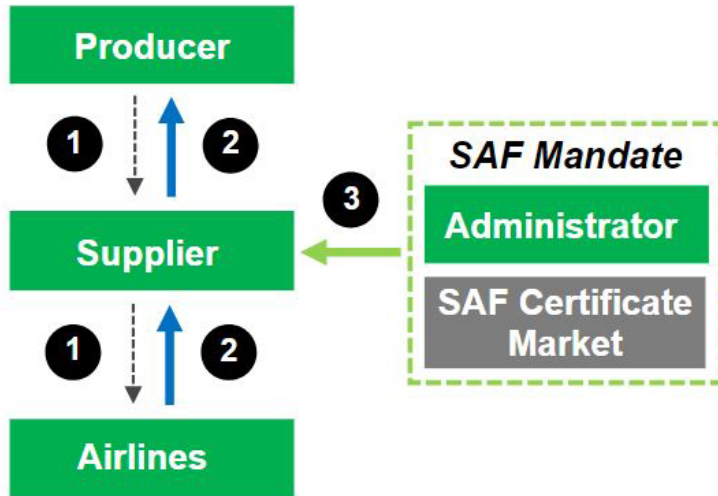 Producer
1
2
3
SAF Mandate
Administrator
Supplier
SAF Certificate
Market
1
2
Airlines